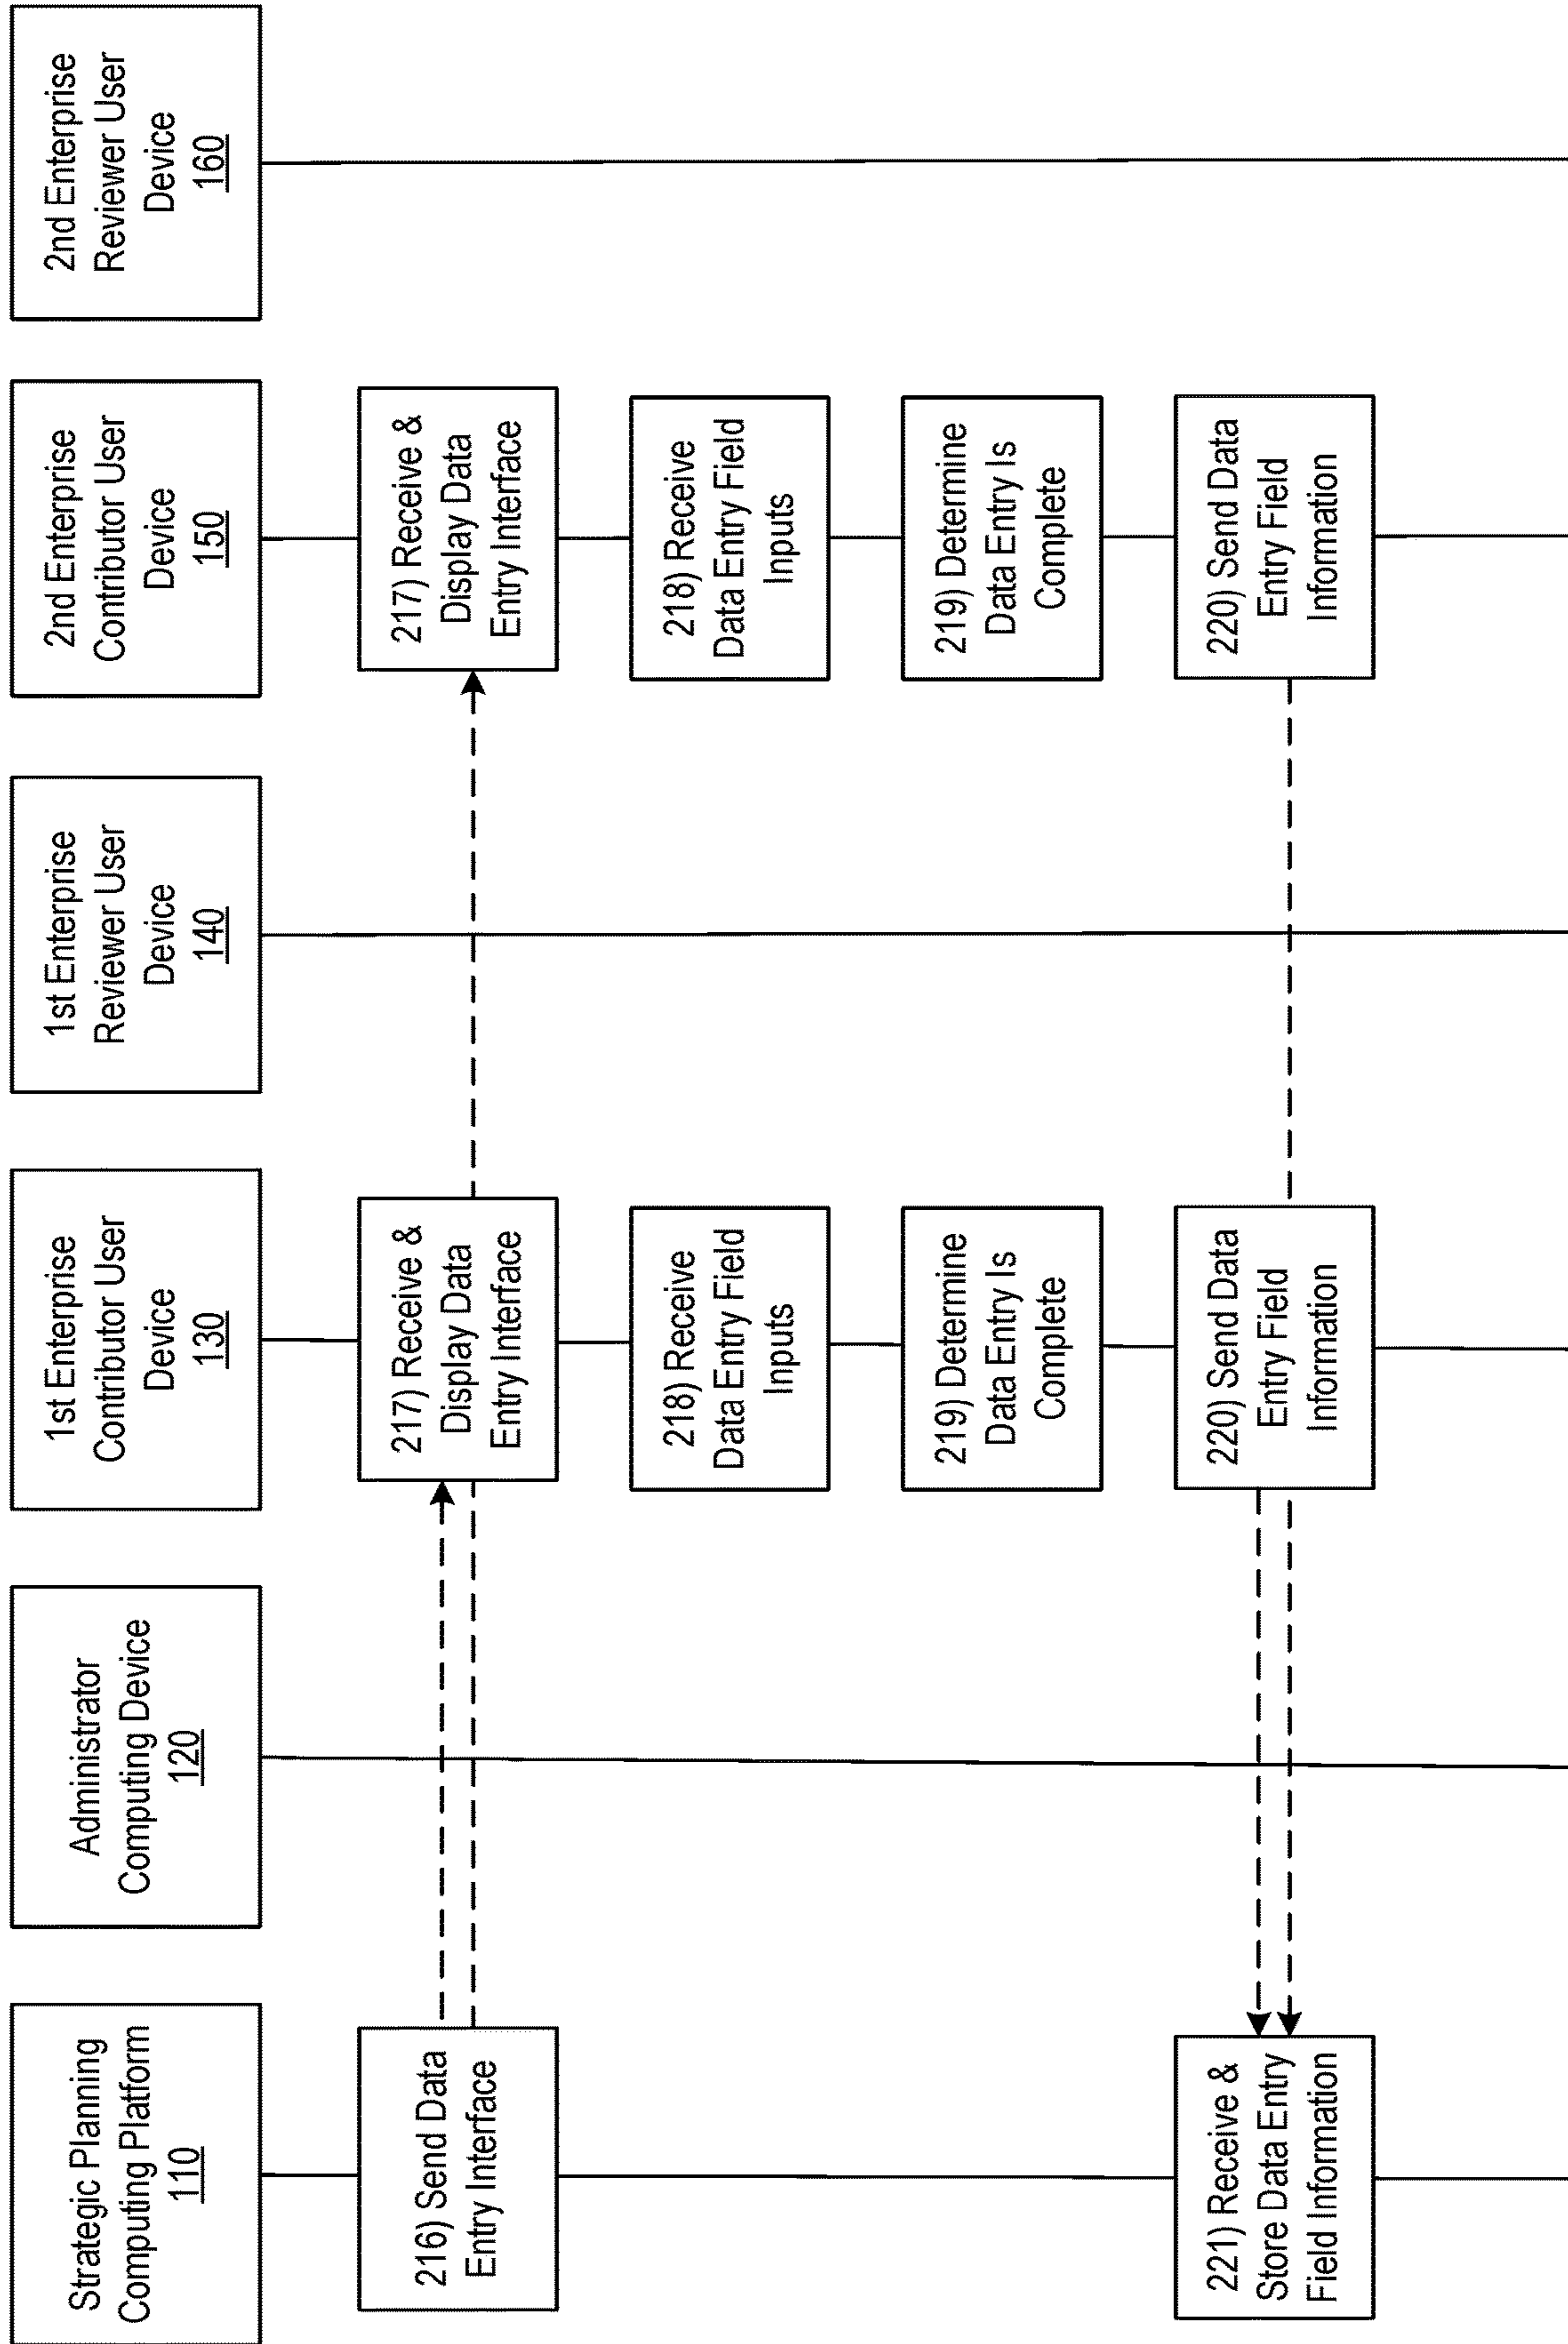 Strategic Planning
Computing Platform
110
Administrator
Computing Device
120
1st Enterprise
Contributor User
Device
130
1st Enterprise
Reviewer User
Device
140
2nd Enterprise
Contributor User
Device
150
2nd Enterprise
Reviewer User
Device
160
216) Send Data
Entry Interface
217) Receive &
Display Data
Entry Interface
217) Receive &
Display Data
Entry Interface
218) Receive
Data Entry Field
Inputs
218) Receive
Data Entry Field
Inputs
219) Determine
Data Entry Is
Complete
219) Determine
Data Entry Is
Complete
221) Receive &
Store Data Entry
Field Information
220) Send Data
Entry Field
Information
220) Send Data
Entry Field
Information